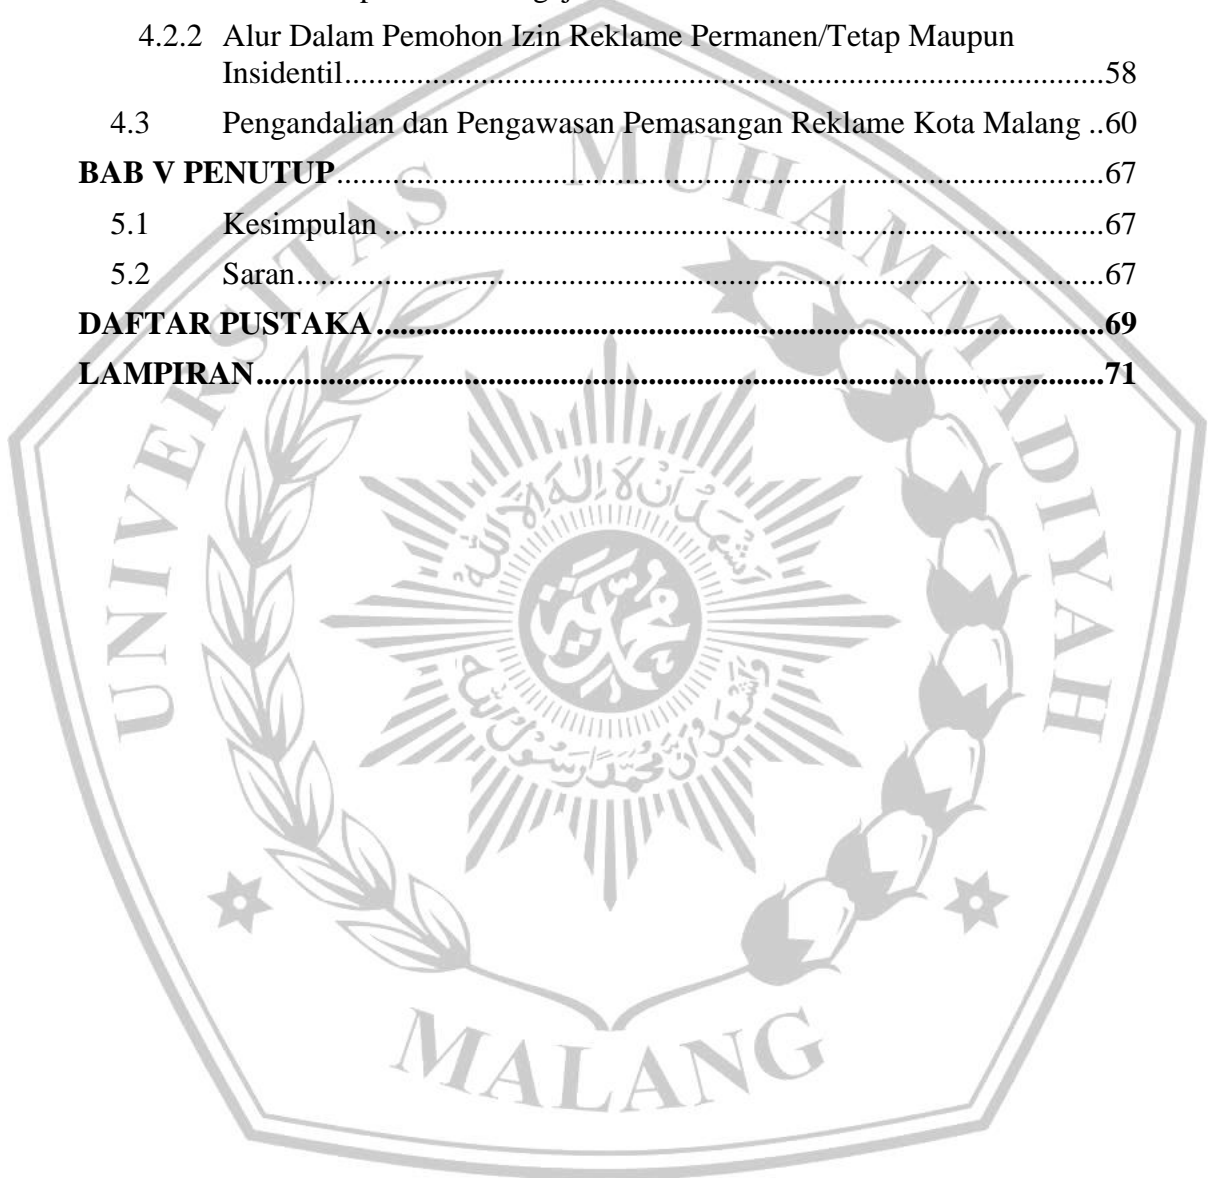 4.2.2 Alur Dalam Pemohon Izin Reklame Permanen/Tetap Maupun
Insidentil...............................................................................................58
4.3 Pengandalian dan Pengawasan Pemasangan Reklame Kota Malang ..60
BAB V PENUTUP................................................................................................67
5.1 Kesimpulan ..........................................................................................67
5.2 Saran.....................................................................................................67
DAFTAR PUSTAKA...........................................................................................69
LAMPIRAN..........................................................................................................71
UNIVERSITAS MUHAMMADIYAH
MALANG